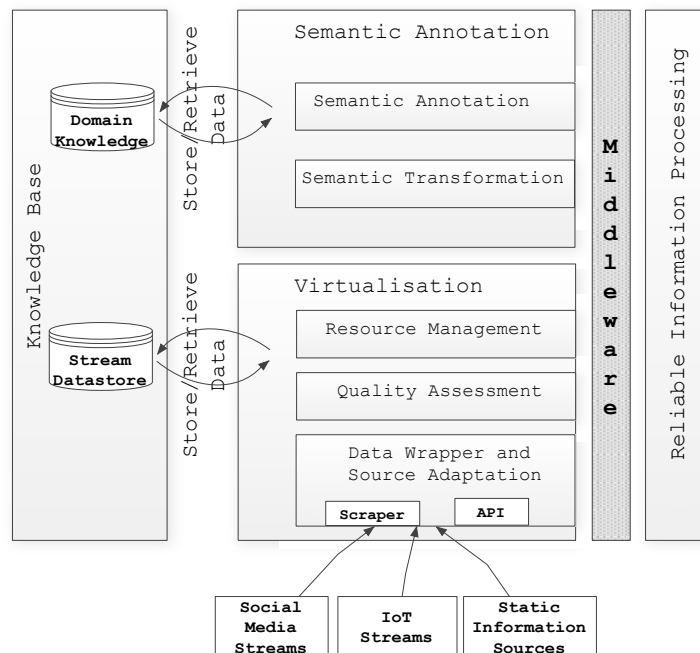 Knowledge Base
Domain
Knowledge
Stream
Datastore
Store/Retrieve
Data
Store/Retrieve
Data
Semantic Annotation
Semantic Annotation
Semantic Transformation
Virtualisation
Resource Management
Quality Assessment
Data Wrapper and
Source Adaptation
Scraper
API
Middleware
Reliable Information Processing
Social
Media
Streams
IoT
Streams
Static
Information
Sources